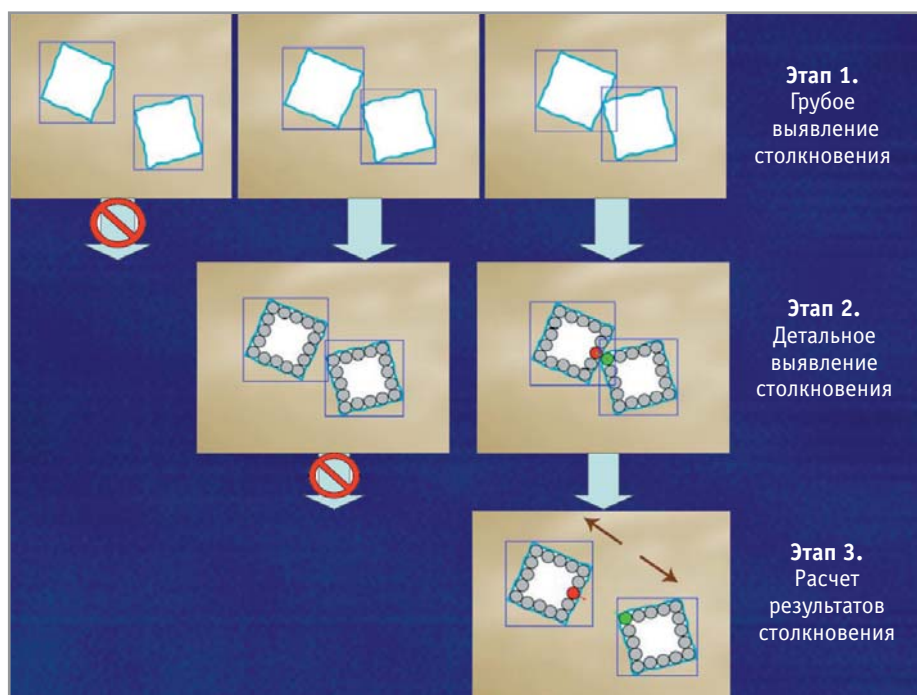 Этап 1.
Грубое
выявление
столкновения
Этап 2.
Детальное
выявление
столкновения
Этап 3.
Расчет
результатов
столкновения